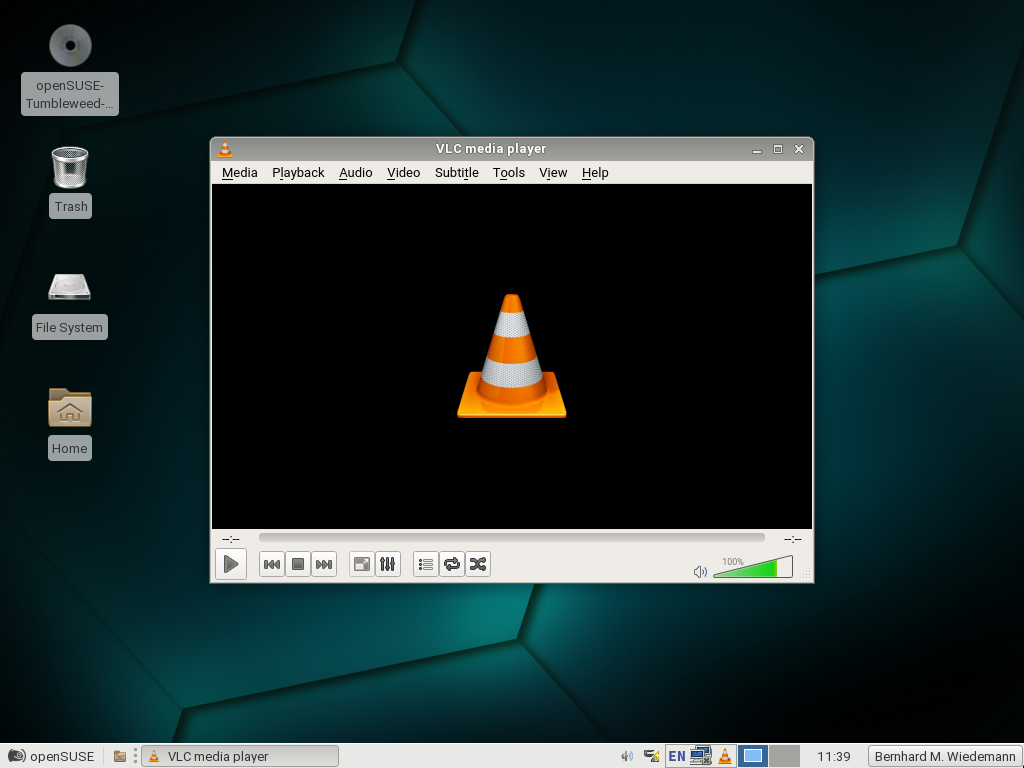 openSUSE-
Tumbleweed-...
Trash
File System
Home
VLC media player
Media Playback Audio Video Subtitle Tools View Help
--:-- --:--
100%
openSUSE VLC media player EN 11:39 Bernhard M. Wiedemann